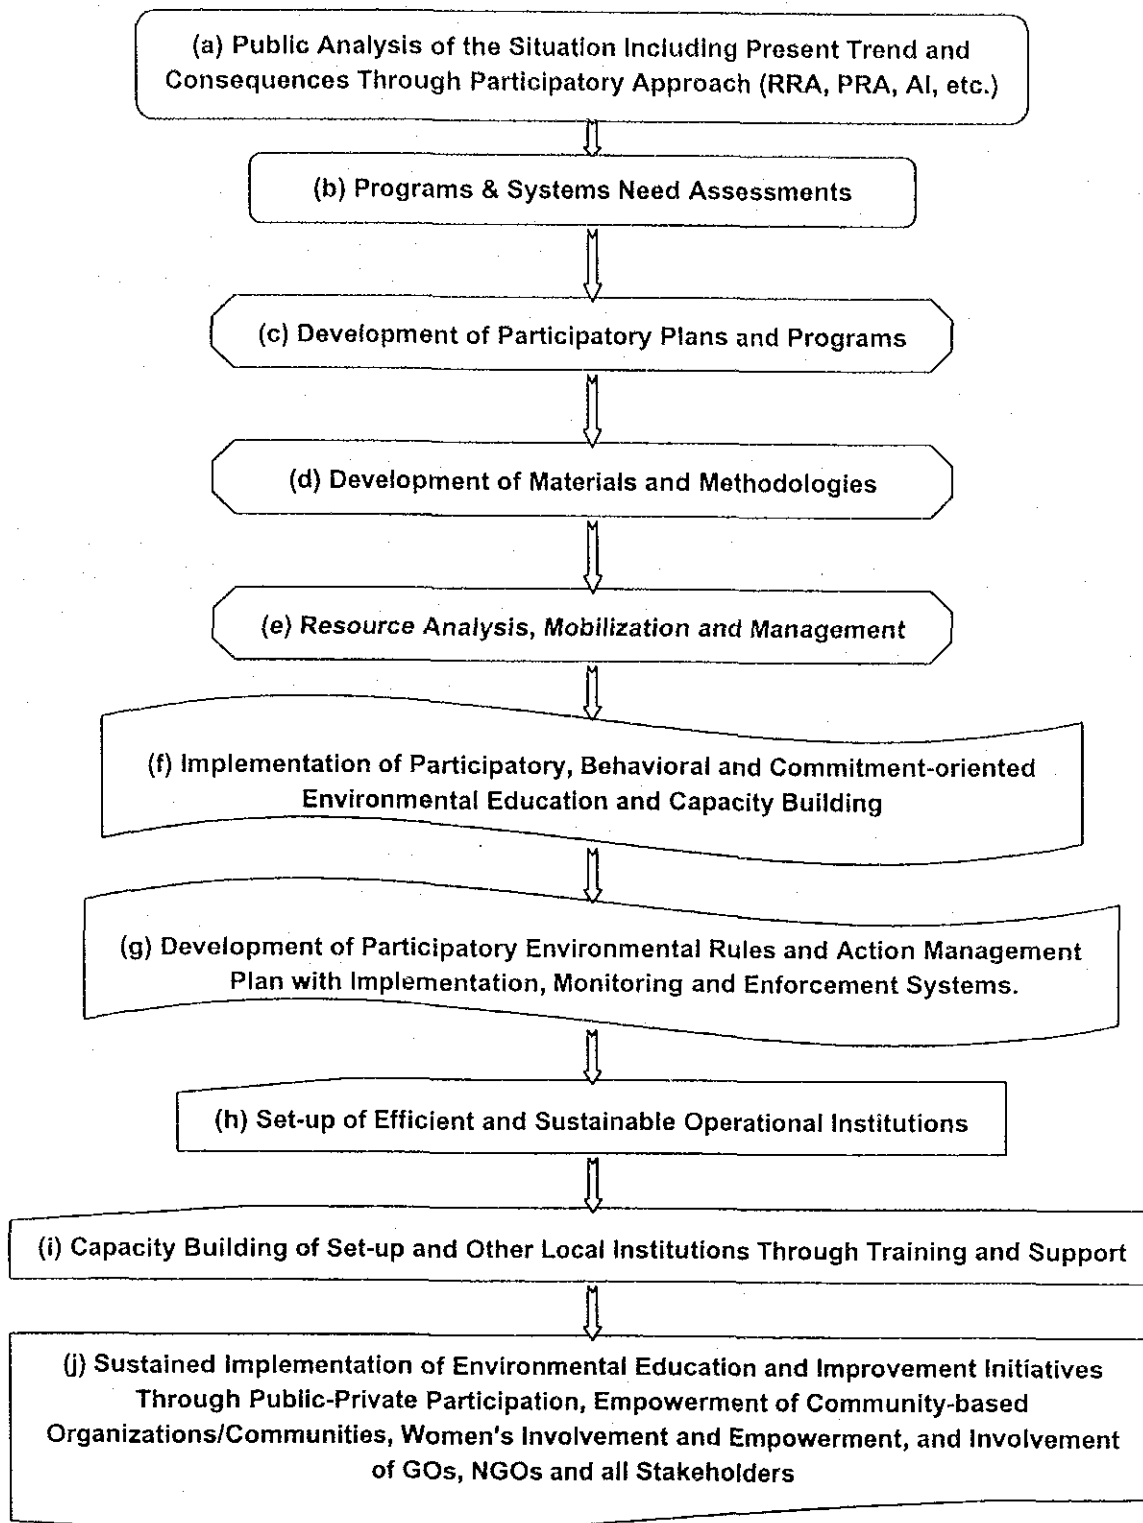 (a) Public Analysis of the Situation Including Present Trend and
Consequences Through Participatory Approach (RRA, PRA, AI, etc.)
(b) Programs & Systems Need Assessments
(c) Development of Participatory Plans and Programs
(d) Development of Materials and Methodologies
(e) Resource Analysis, Mobilization and Management
(f) Implementation of Participatory, Behavioral and Commitment-oriented
Environmental Education and Capacity Building
(g) Development of Participatory Environmental Rules and Action Management
Plan with Implementation, Monitoring and Enforcement Systems.
(h) Set-up of Efficient and Sustainable Operational Institutions
(i) Capacity Building of Set-up and Other Local Institutions Through Training and Support
(j) Sustained Implementation of Environmental Education and Improvement Initiatives
Through Public-Private Participation, Empowerment of Community-based
Organizations/Communities, Women's Involvement and Empowerment, and Involvement
of GOs, NGOs and all Stakeholders